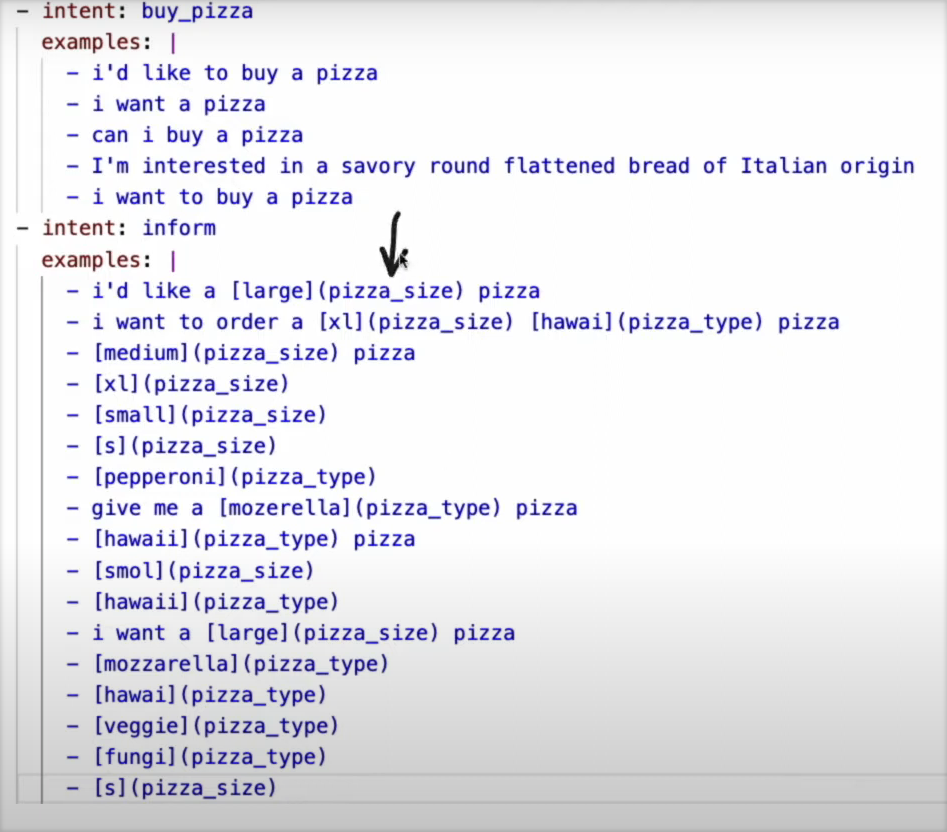 - intent: buy_pizza
examples: |
- i'd like to buy a pizza
- i want a pizza
- can i buy a pizza
- I'm interested in a savory round flattened bread of Italian origin
- i want to buy a pizza
- intent: inform
examples: |
- i'd like a [large](pizza_size) pizza
- i want to order a [xl](pizza_size) [hawai](pizza_type) pizza
- [medium](pizza_size) pizza
- [xl](pizza_size)
- [small](pizza_size)
- [s](pizza_size)
- [pepperoni](pizza_type)
- give me a [mozerella](pizza_type) pizza
- [hawaii](pizza_type) pizza
- [smol](pizza_size)
- [hawaii](pizza_type)
- i want a [large](pizza_size) pizza
- [mozzarella](pizza_type)
- [hawai](pizza_type)
- [veggie](pizza_type)
- [fungi](pizza_type)
- [s](pizza_size)